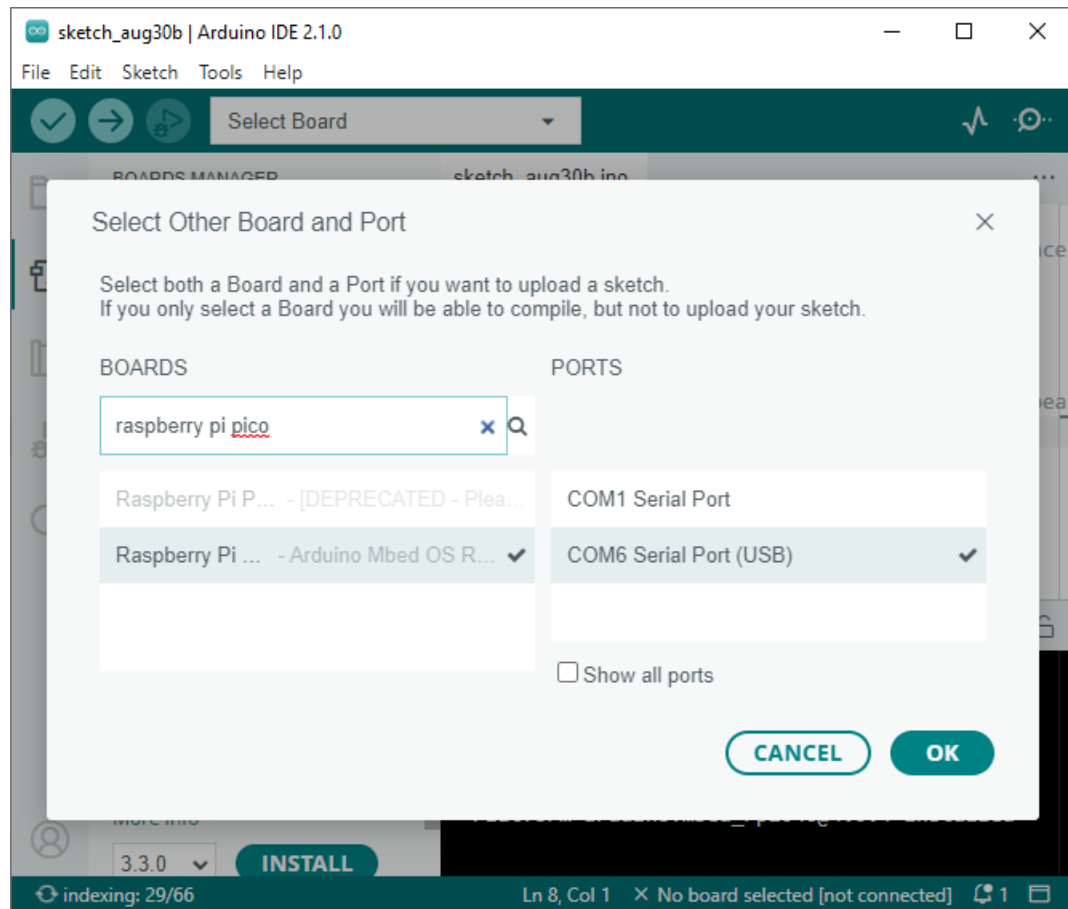 sketch_aug30b | Arduino IDE 2.1.0
File Edit Sketch Tools Help
Select Board
BOARDS MANAGER
sketch_aug30b.ino
Select Other Board and Port
Select both a Board and a Port if you want to upload a sketch.
If you only select a Board you will be able to compile, but not to upload your sketch.
BOARDS
PORTS
raspberry pi pico
Raspberry Pi P... - [DEPRECATED - Plea...
COM1 Serial Port
Raspberry Pi ... - Arduino Mbed OS R...
COM6 Serial Port (USB)
Show all ports
CANCEL
OK
More Info
3.3.0
INSTALL
indexing: 29/66
Ln 8, Col 1
No board selected [not connected]
1